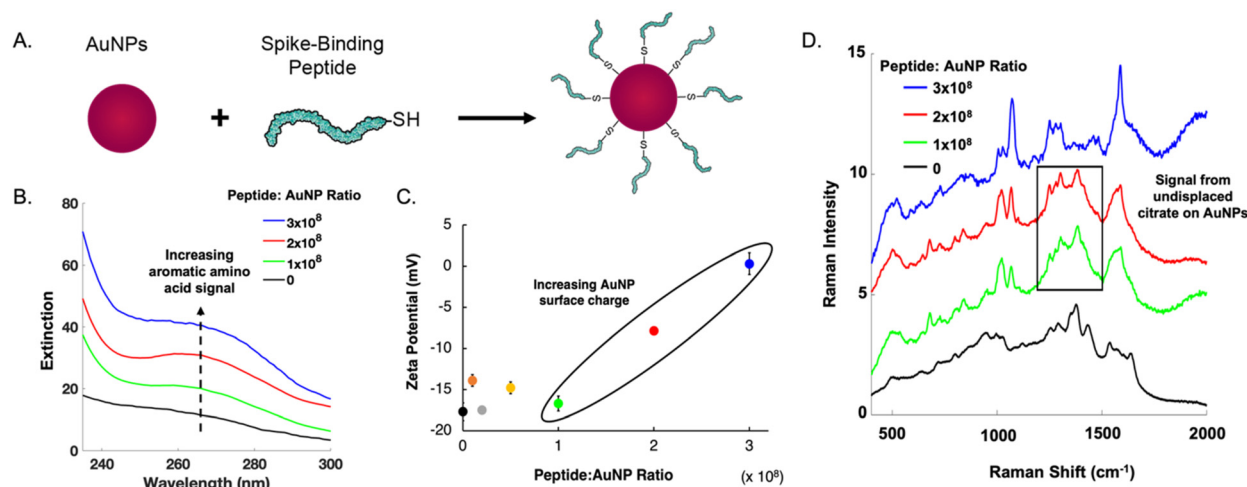 A.
AuNPs
+
Spike-Binding
Peptide
SH
S
S
S
S
S
S
S
S
B.
Peptide: AuNP Ratio
3x10⁸
2x10⁸
1x10⁸
0
Increasing
aromatic amino
acid signal
Extinction
80
60
40
20
0
240
260
280
300
Wavelength (nm)
C.
Zeta Potential (mV)
5
0
-5
-10
-15
-20
Increasing AuNP
surface charge
0
1
2
3
Peptide:AuNP Ratio
(x 10⁸)
D.
Peptide: AuNP Ratio
3x10⁸
2x10⁸
1x10⁸
0
Signal from
undisplaced
citrate on AuNPs
Raman Intensity
15
10
5
0
500
1000
1500
2000
Raman Shift (cm⁻¹)